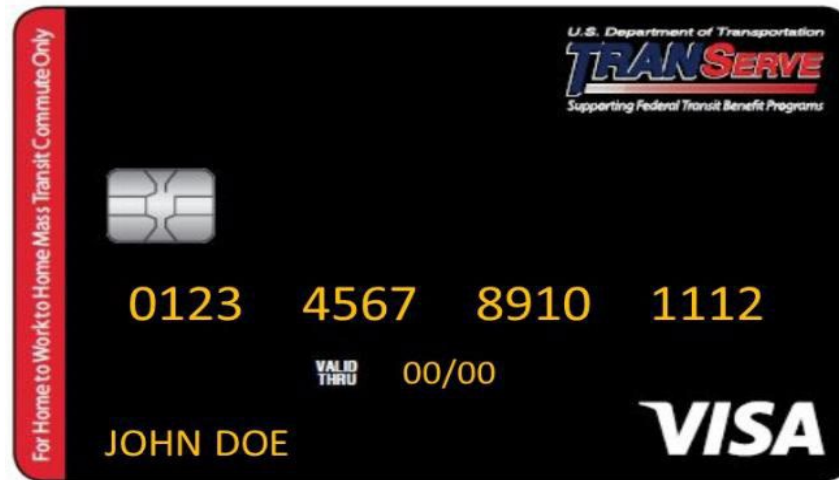 For Home to Work to Home Mass Transit Commute Only
U.S. Department of Transportation
TRANSERVE
Supporting Federal Transit Benefit Programs
0123 4567 8910 1112
VALID THRU 00/00
JOHN DOE
VISA